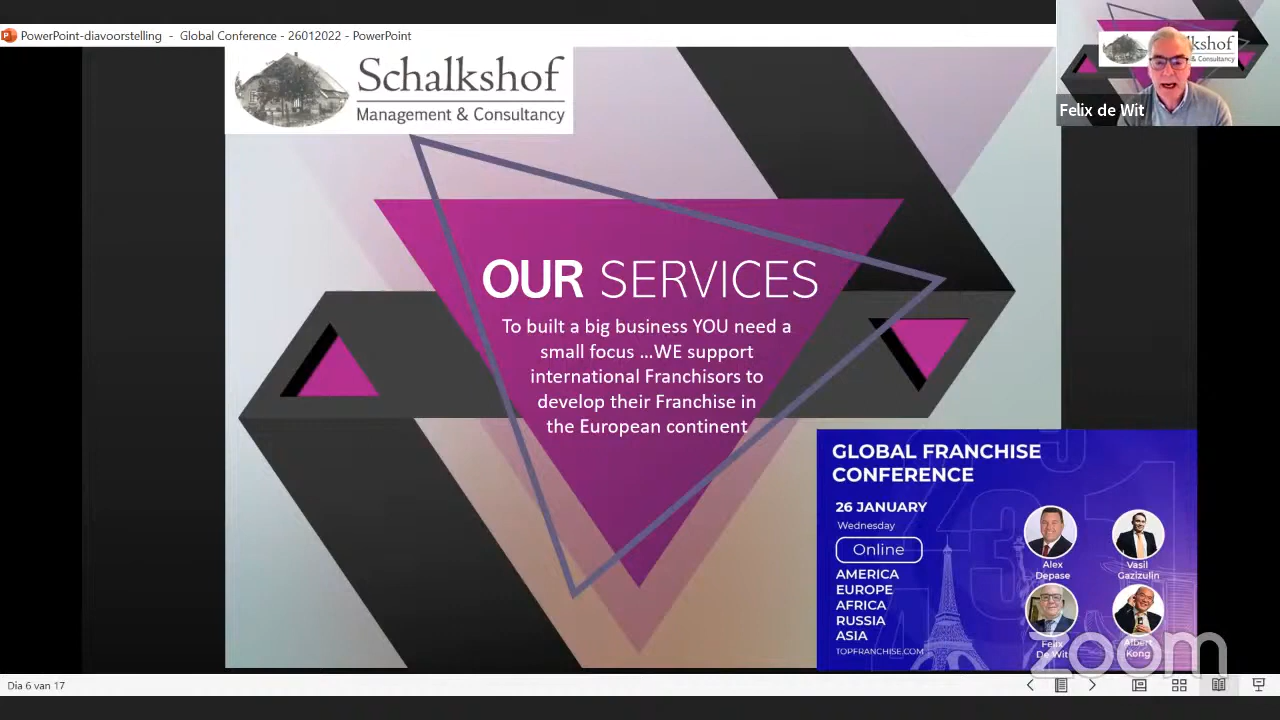 PowerPoint-diavoorstelling - Global Conference - 26012022 - PowerPoint
Schalkshof
Management & Consultancy
kshof
& Consultancy
Felix de Wit
OUR SERVICES
To built a big business YOU need a
small focus ...WE support
international Franchisors to
develop their Franchise in
the European continent
GLOBAL FRANCHISE
CONFERENCE
26 JANUARY
Wednesday
Online
AMERICA
EUROPE
AFRICA
RUSSIA
ASIA
TOPFRANCHISE.COM
Alex
Depase
Vasil
Gazizulin
Felix
De Wit
Albert
Kong
zoom
Dia 6 van 17